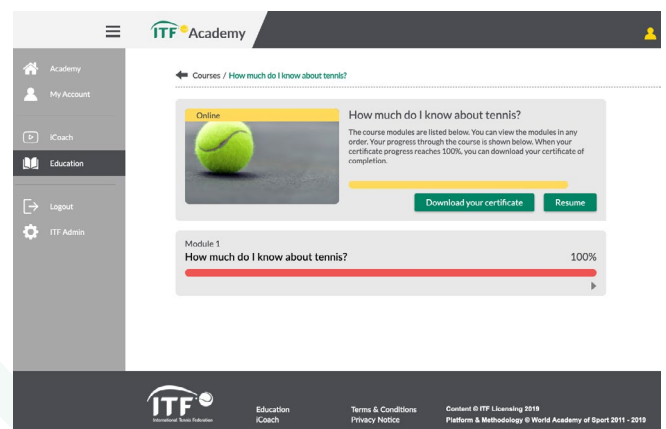 ITF Academy
Academy
My Account
iCoach
Education
Logout
ITF Admin
Courses / How much do I know about tennis?
Online
How much do I know about tennis?
The course modules are listed below. You can view the modules in any
order. Your progress through the course is shown below. When your
certificate progress reaches 100%, you can download your certificate of
completion.
Download your certificate
Resume
Module 1
How much do I know about tennis?
100%
ITF
International Tennis Federation
Education
iCoach
Terms & Conditions
Privacy Notice
Content © ITF Licensing 2019
Platform & Methodology © World Academy of Sport 2011 - 2019